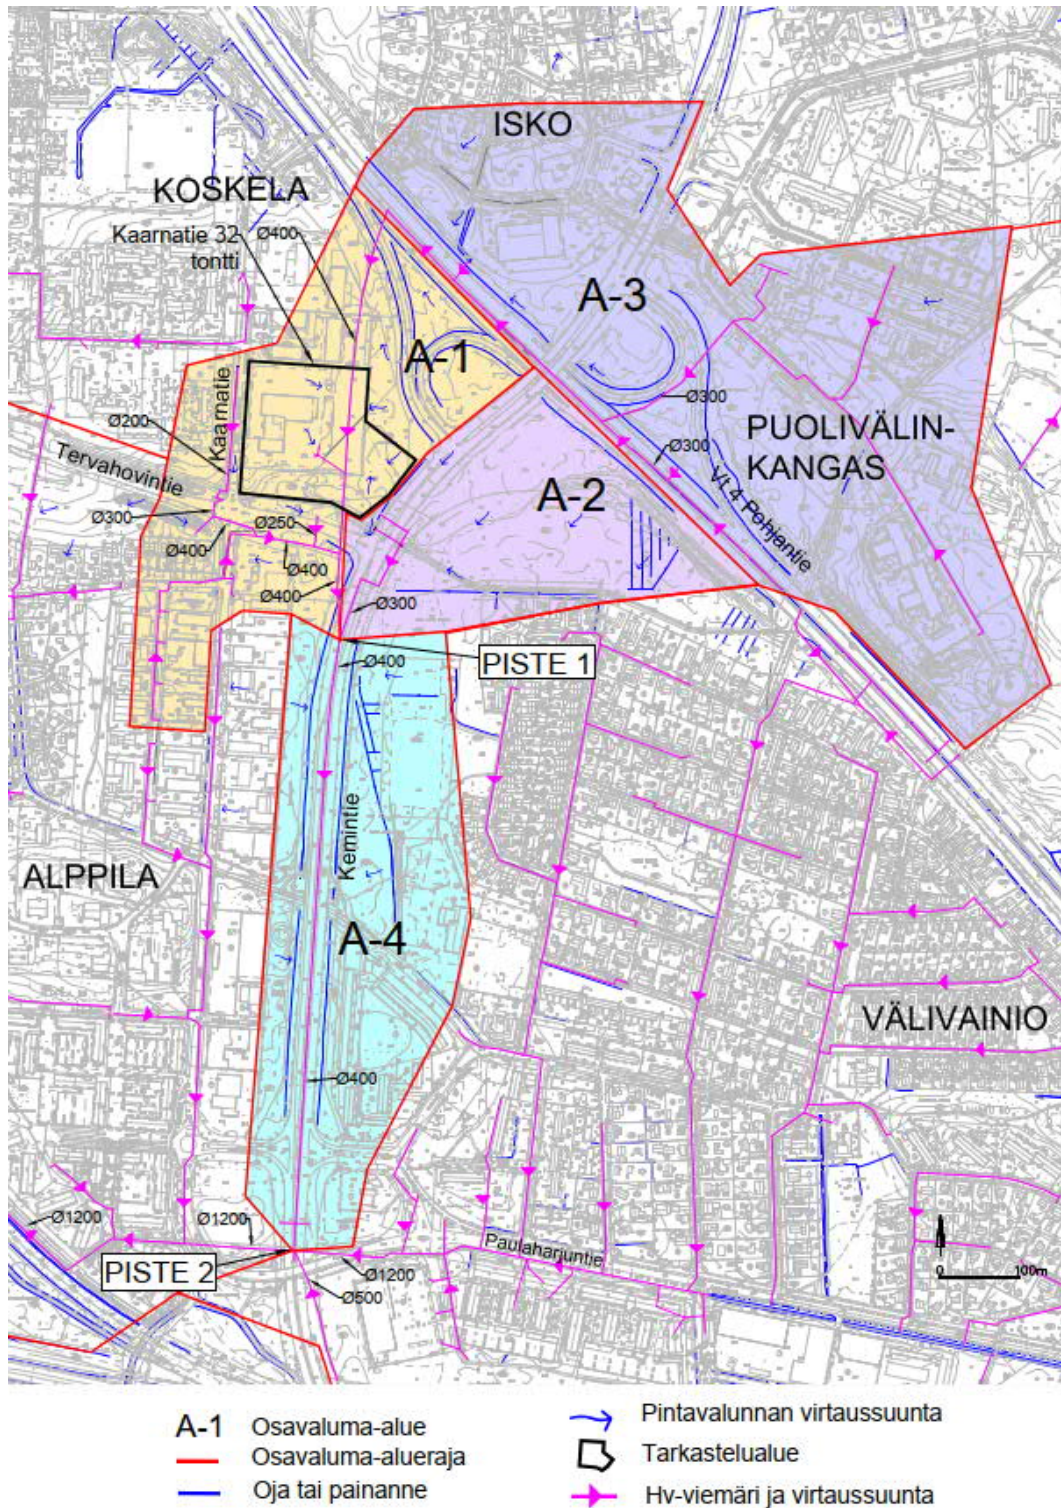 ISKO
KOSKELA
Kaarnatie 32
tontti
Ø400
A-3
A-1
Kaarnatie
Ø300
Ø200
PUOLIVÄLIN-
KANGAS
Ø300
Tervahovintie
A-2
Vt 4 Pohjantie
Ø300
Ø250
Ø400
Ø400
Ø400
Ø300
PISTE 1
Ø400
Kemintie
ALPPILA
A-4
VÄLIVAINIO
Ø400
Ø1200
Ø1200
Paulaharjuntie
PISTE 2
Ø1200
Ø500
0
100m
A-1 Osavaluma-alue
Osavaluma-alueraja
Oja tai painanne
Pintavalunnan virtaussuunta
Tarkastelualue
Hv-viemäri ja virtaussuunta